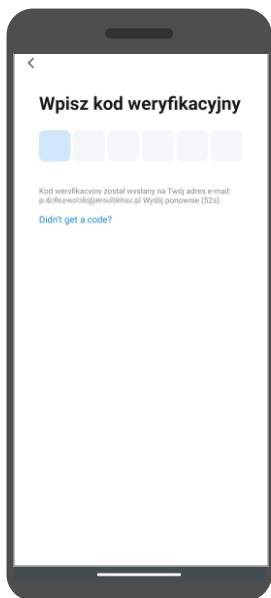 Wpisz kod weryfikacyjny
Kod weryfikacyjny został wysłany na Twój adres e-mail:
Wyślij ponownie (52s)
Didn't get a code?